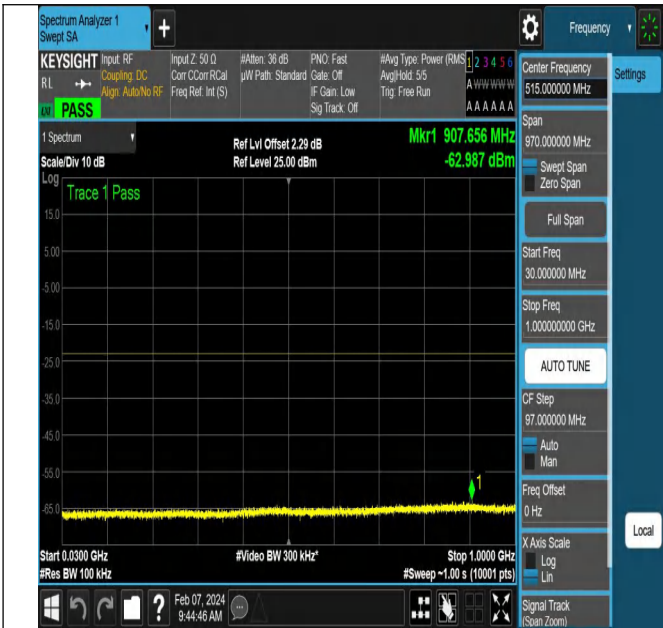 Spectrum Analyzer 1
Swept SA
+
Frequency
KEYSIGHT
RL
PASS
Input: RF
Coupling: DC
Align: Auto/No RF
Input Z: 50 Ω
Corr CCorr RCal
Freq Ref: Int (S)
#Atten: 36 dB
µW Path: Standard
PNO: Fast
Gate: Off
IF Gain: Low
Sig Track: Off
#Avg Type: Power (RMS
Avg|Hold: 5/5
Trig: Free Run
1 2 3 4 5 6
A W W W W W
A A A A A A
1 Spectrum
Scale/Div 10 dB
Log
Ref Lvl Offset 2.29 dB
Ref Level 25.00 dBm
Mkr1 907.656 MHz
-62.987 dBm
Trace 1 Pass
15.0
5.00
-5.00
-15.0
-25.0
-35.0
-45.0
-55.0
-65.0
1
Start 0.0300 GHz
#Res BW 100 kHz
#Video BW 300 kHz*
Stop 1.0000 GHz
#Sweep ~1.00 s (10001 pts)
?
Feb 07, 2024
9:44:46 AM
Center Frequency
515.000000 MHz
Settings
Span
970.000000 MHz
Swept Span
Zero Span
Full Span
Start Freq
30.000000 MHz
Stop Freq
1.000000000 GHz
AUTO TUNE
CF Step
97.000000 MHz
Auto
Man
Freq Offset
0 Hz
Local
X Axis Scale
Log
Lin
Signal Track
(Span Zoom)